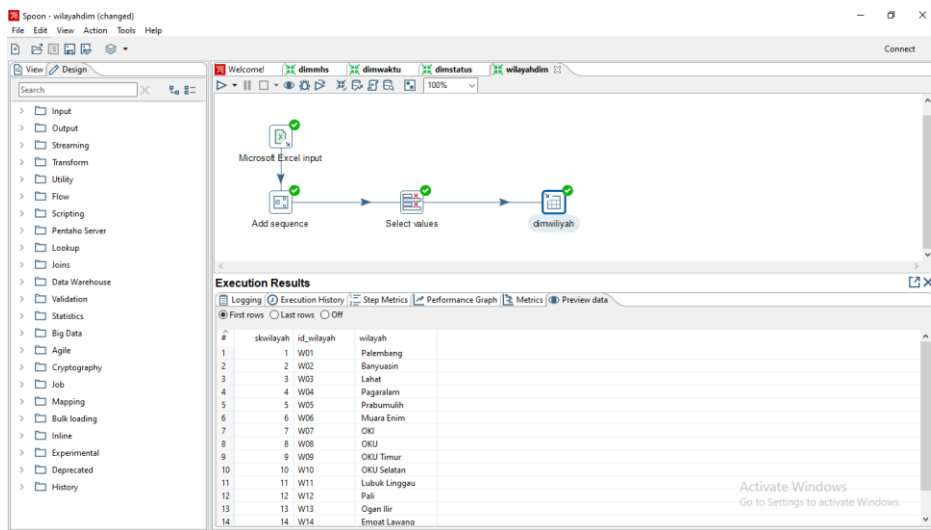 Spoon - wilayahdim (changed)
File Edit View Action Tools Help
Connect
View Design
Search
Input
Output
Streaming
Transform
Utility
Flow
Scripting
Pentaho Server
Lookup
Joins
Data Warehouse
Validation
Statistics
Big Data
Agile
Cryptography
Job
Mapping
Bulk loading
Inline
Experimental
Deprecated
History
Welcome! dimmhs dimwaktu dimstatus wilayahdim
100%
Microsoft Excel input
Add sequence Select values dimwiliyah
Execution Results
Logging Execution History Step Metrics Performance Graph Metrics Preview data
First rows Last rows Off
# skwilayah id_wilayah wilayah
1 1 W01 Palembang
2 2 W02 Banyuasin
3 3 W03 Lahat
4 4 W04 Pagaralam
5 5 W05 Prabumulih
6 6 W06 Muara Enim
7 7 W07 OKI
8 8 W08 OKU
9 9 W09 OKU Timur
10 10 W10 OKU Selatan
11 11 W11 Lubuk Linggau
12 12 W12 Pali
13 13 W13 Ogan Ilir
14 14 W14 Empat Lawang
Activate Windows
Go to Settings to activate Windows.